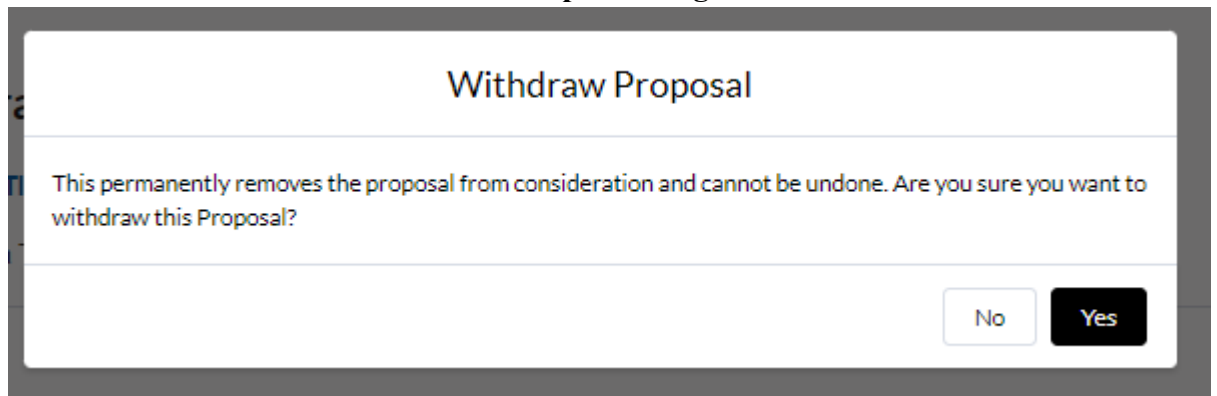 Withdraw Proposal
This permanently removes the proposal from consideration and cannot be undone. Are you sure you want to
withdraw this Proposal?
No Yes